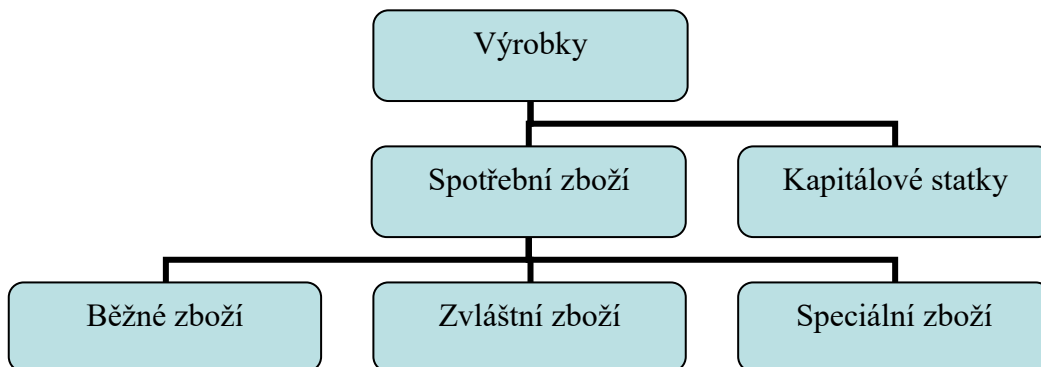 Výrobky
Spotřební zboží
Kapitálové statky
Běžné zboží
Zvláštní zboží
Speciální zboží